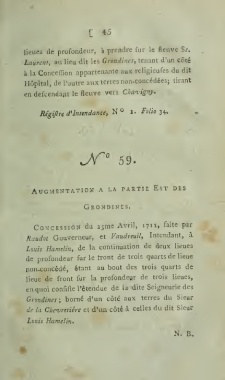 [ 45
lieues de profondeur, à prendre sur le fleuve St.
Laurent, au lieu dit les Grondines, tenant d'un côté
à la Concession appartenante aux religieuses du dit
Hôpital, de l'autre aux terres non-concédées; tirant
en descendant le fleuve vers Chavigny.
Régistre d'Intendance, N° 2. Folio 34.
N° 59.
AUGMENTATION A LA PARTIE EST DES
GRONDINES.
CONCESSION du 25me Avril, 1711, faite par
Raudre Gouverneur, et Vaudreuil, Intendant, à
Louis Hamelin, de la continuation de deux lieues
de profondeur sur le front de trois quarts de lieue
non-concédé, étant au bout des trois quarts de
lieue de front sur la profondeur de trois lieues,
en quoi consiste l'étendue de la dite Seigneurie des
Grondines; borné d'un côté aux terres du Sieur
de la Chevrotière et d'un côté à celles du dit Sieur
Louis Hamelin.
N. B.